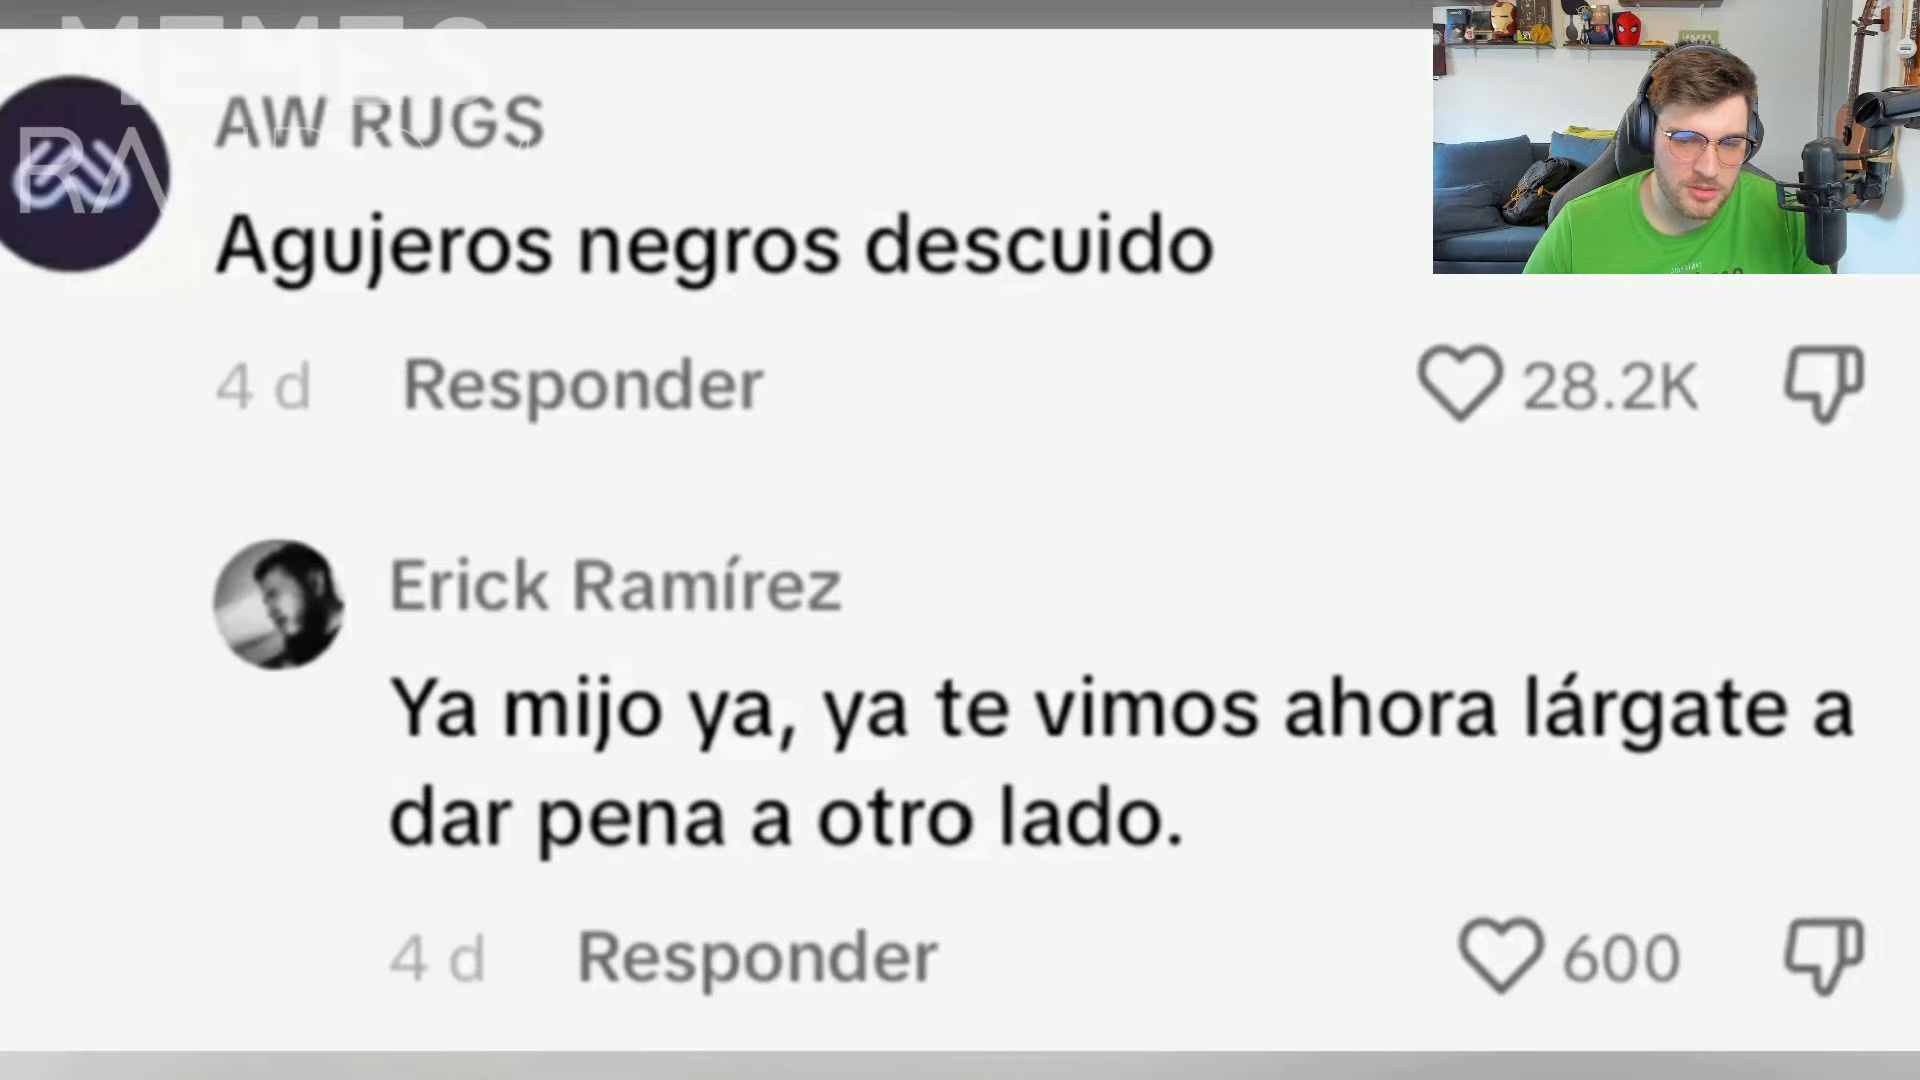 MEMES
AW RUGS
Agujeros negros descuido
4 d Responder 28.2K
Erick Ramírez
Ya mijo ya, ya te vimos ahora lárgate a
dar pena a otro lado.
4 d Responder 600